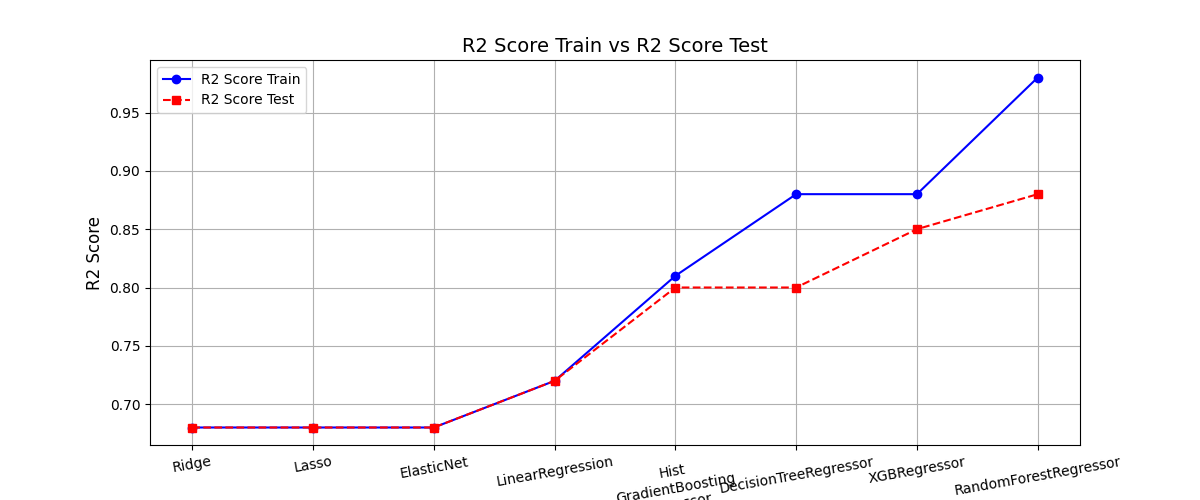 R2 Score Train vs R2 Score Test
R2 Score Train
R2 Score Test
R2 Score
0.95
0.90
0.85
0.80
0.75
0.70
Ridge
Lasso
ElasticNet
LinearRegression
Hist
GradientBoosting
DecisionTreeRegressor
XGBRegressor
RandomForestRegressor